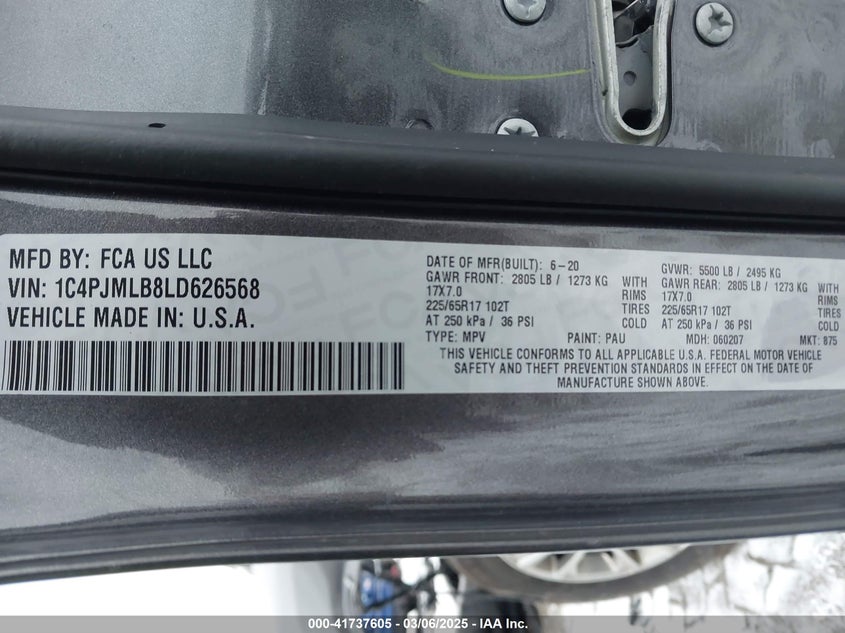 MFD BY: FCA US LLC
VIN: 1C4PJMLB8LD626568
VEHICLE MADE IN: U.S.A.
DATE OF MFR(BUILT): 6-20
GVWR: 5500 LB / 2495 KG
GAWR FRONT: 2805 LB / 1273 KG WITH
GAWR REAR: 2805 LB / 1273 KG WITH
17X7.0 RIMS
17X7.0 RIMS
225/65R17 102T TIRES
225/65R17 102T TIRES
AT 250 kPa / 36 PSI COLD
AT 250 kPa / 36 PSI COLD
TYPE: MPV PAINT: PAU MDH: 060207 MKT: 875
THIS VEHICLE CONFORMS TO ALL APPLICABLE U.S.A. FEDERAL MOTOR VEHICLE
SAFETY AND THEFT PREVENTION STANDARDS IN EFFECT ON THE DATE OF
MANUFACTURE SHOWN ABOVE.
000-41737605 - 03/06/2025 - IAA Inc.